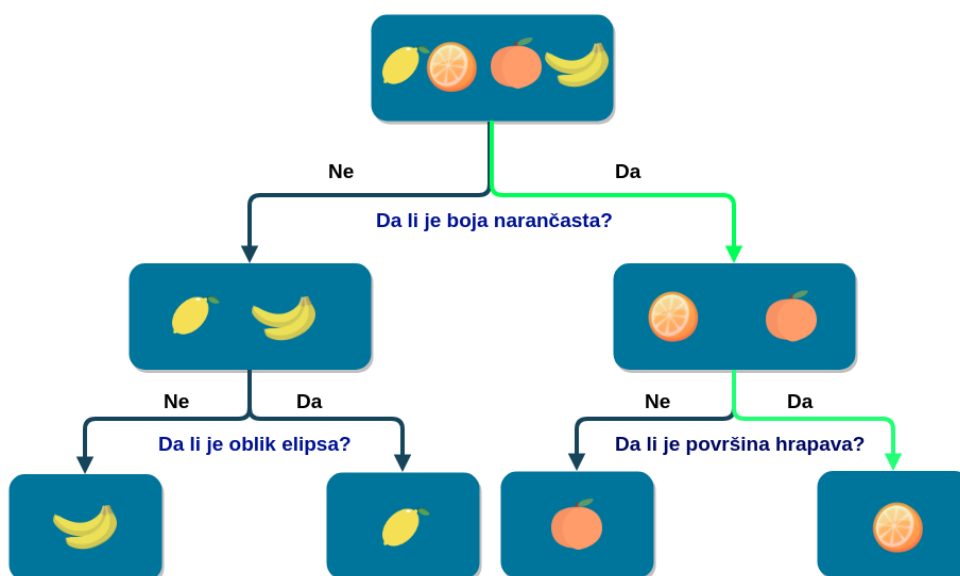 Ne
Da
Da li je boja narančasta?
Ne
Da
Ne
Da
Da li je oblik elipsa?
Da li je površina hrapava?